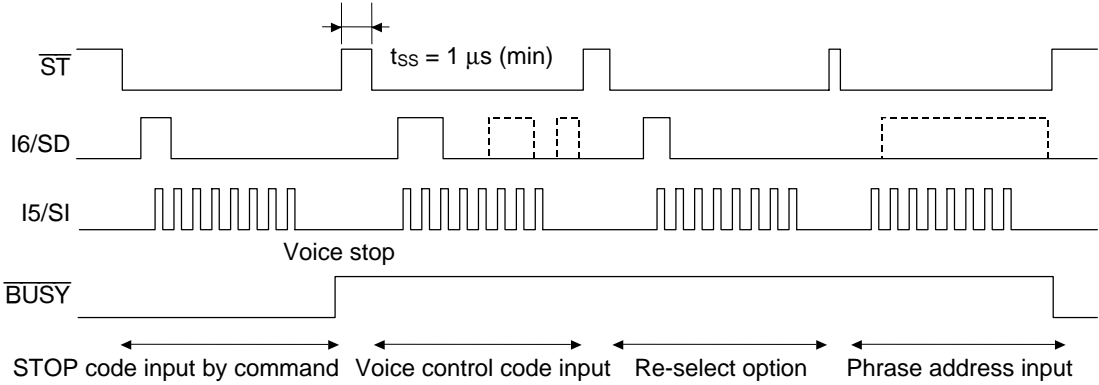 ST
tSS = 1 μs (min)
I6/SD
I5/SI
Voice stop
BUSY
STOP code input by command
Voice control code input
Re-select option
Phrase address input